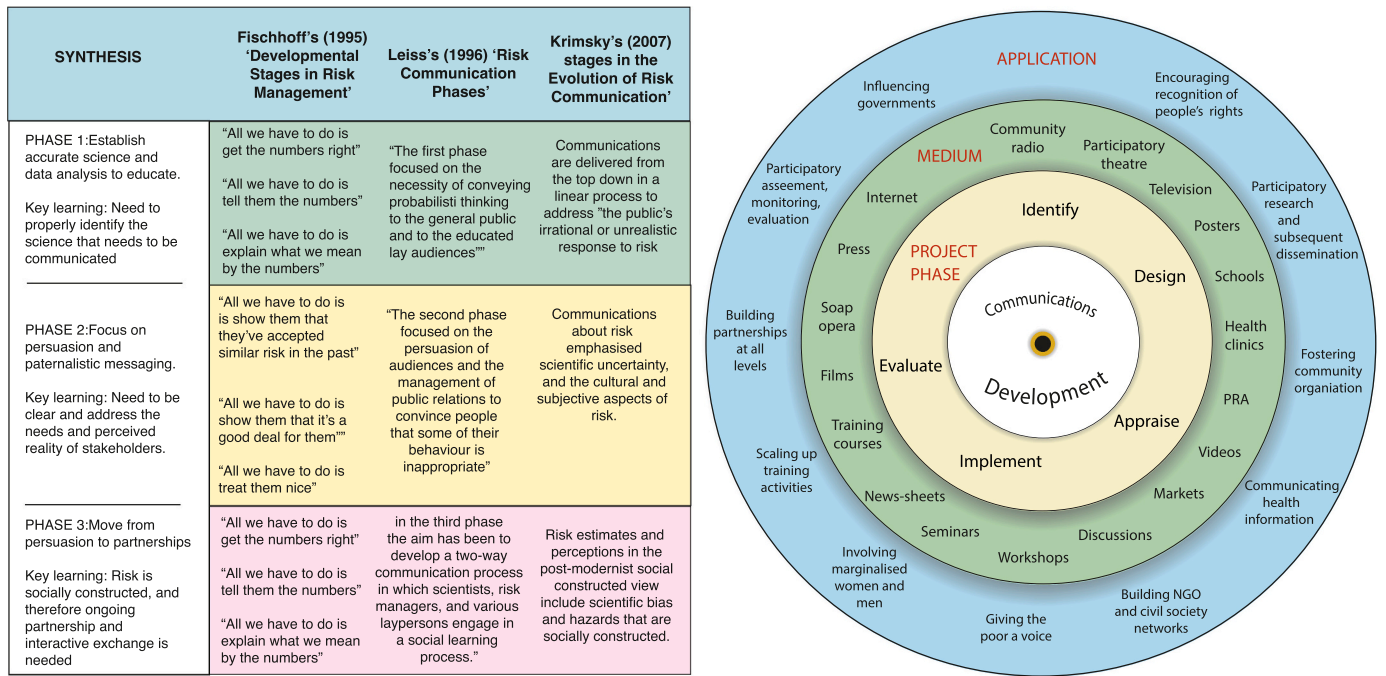 SYNTHESIS
Fischhoff’s (1995)
‘Developmental
Stages in Risk
Management’
Leiss’s (1996) ‘Risk
Communication
Phases’
Krimsky’s (2007)
stages in the
Evolution of Risk
Communication’
PHASE 1:Establish
accurate science and
data analysis to educate.
Key learning: Need to
properly identify the
science that needs to be
communicated
“All we have to do is
get the numbers right”
“All we have to do is
tell them the numbers”
“All we have to do is
explain what we mean
by the numbers”
“The first phase
focused on the
necessity of conveying
probabilisti thinking
to the general public
and to the educated
lay audiences””
Communications
are delivered from
the top down in a
linear process to
address ”the public’s
irrational or unrealistic
response to risk
PHASE 2:Focus on
persuasion and
paternalistic messaging.
Key learning: Need to be
clear and address the
needs and perceived
reality of stakeholders.
“All we have to do is
is show them that
they’ve accepted
similar risk in the past”
“All we have to do is
show them that it’s a
good deal for them””
“All we have to do is
treat them nice”
“The second phase
focused on the
persuasion of
audiences and the
management of
public relations to
convince people
that some of their
behaviour is
inappropriate”
Communications
about risk
emphasised
scientific uncertainty,
and the cultural and
subjective aspects of
risk.
PHASE 3:Move from
persuasion to partnerships
Key learning: Risk is
socially constructed, and
therefore ongoing
partnership and
interactive exchange is
needed
“All we have to do is
get the numbers right”
“All we have to do is
tell them the numbers”
“All we have to do is
explain what we mean
by the numbers”
in the third phase
the aim has been to
develop a two-way
communication process
in which scientists, risk
managers, and various
laypersons engage in
a social learning
process.”
Risk estimates and
perceptions in the
post-modernist social
constructed view
include scientific bias
and hazards that are
socially constructed.
APPLICATION
Influencing
governments
Encouraging
recognition of
people’s rights
Participatory
research
and
subsequent
dissemination
Fostering
community
organiation
Communicating
health
information
Building NGO
and civil society
networks
Giving the
poor a voice
Involving
marginalised
women and
men
Scaling up
training
activities
Building
partnerships
at all
levels
Participatory
asseement,
monitoring,
evaluation
MEDIUM
Community
radio
Participatory
theatre
Television
Posters
Schools
Health
clinics
PRA
Videos
Markets
Discussions
Workshops
Seminars
News-sheets
Training
courses
Films
Soap
opera
Press
Internet
PROJECT
PHASE
Identify
Design
Appraise
Implement
Evaluate
Communications
Development